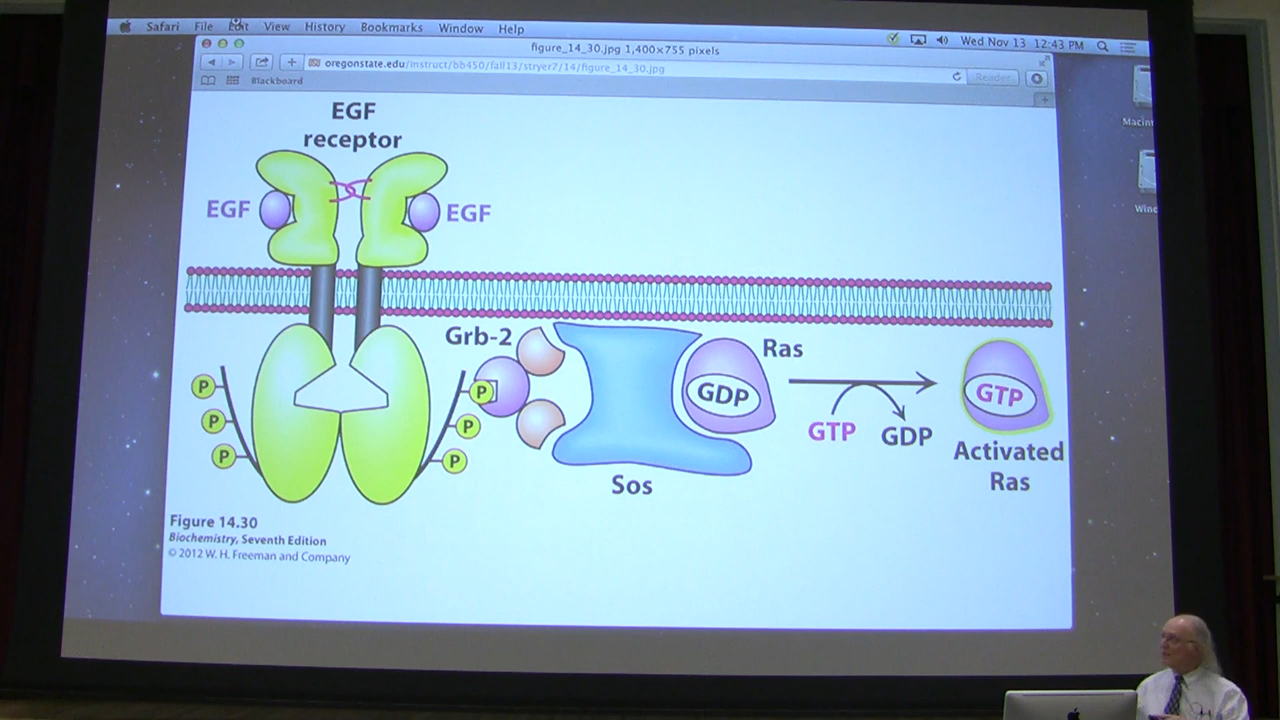 Safari File Edit View History Bookmarks Window Help
Wed Nov 13 12:43 PM
figure_14_30.jpg 1,400×755 pixels
oregonstate.edu/instruct/bb450/fall13/stryer7/14/figure_14_30.jpg
Reader
Blackboard
Macin
Wind
EGF
receptor
EGF
EGF
Grb-2
Ras
P
P
P
P
P
P
GDP
GTP
GTP
GDP
Activated
Ras
Sos
Figure 14.30
Biochemistry, Seventh Edition
© 2012 W. H. Freeman and Company